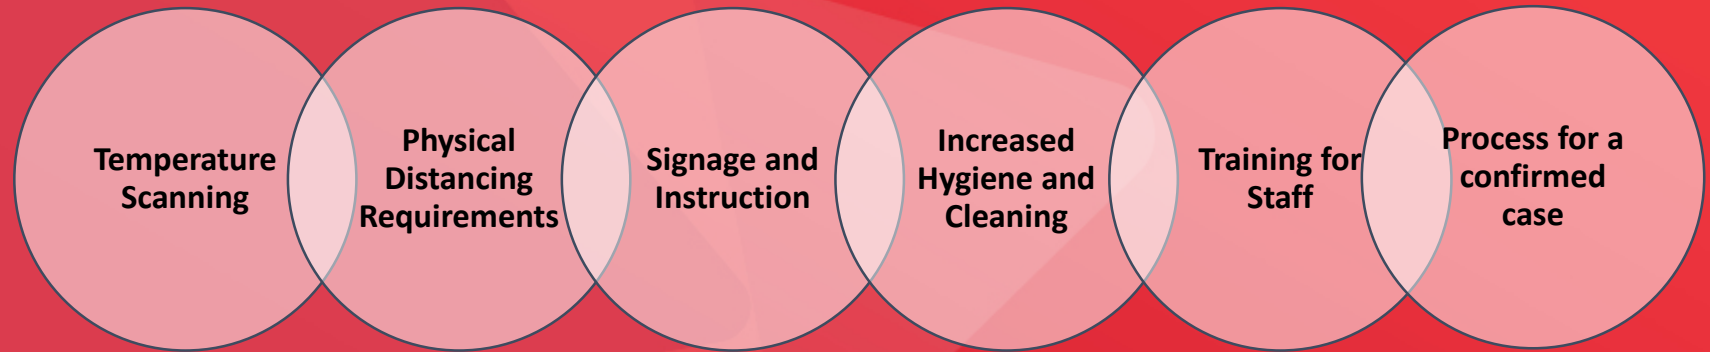 Temperature
Scanning
Physical
Distancing
Requirements
Signage and
Instruction
Increased
Hygiene and
Cleaning
Training for
Staff
Process for a
confirmed
case